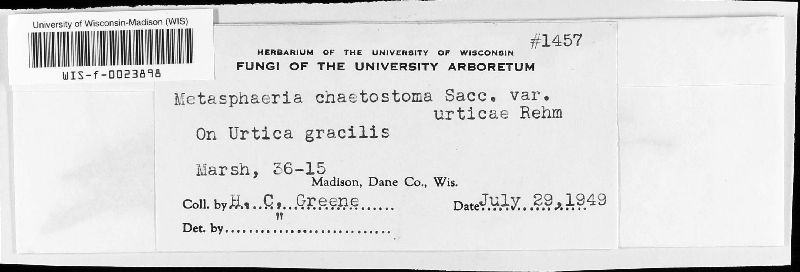 University of Wisconsin-Madison (WIS)
WIS-f-0023898
#1457
HERBARIUM OF THE UNIVERSITY OF WISCONSIN
FUNGI OF THE UNIVERSITY ARBORETUM
Metasphaeria chaetostoma Sacc. var.
urticae Rehm
On Urtica gracilis
Marsh, 36-15
Madison, Dane Co., Wis.
Coll. by H. C. Greene Date July 29, 1949
Det. by "